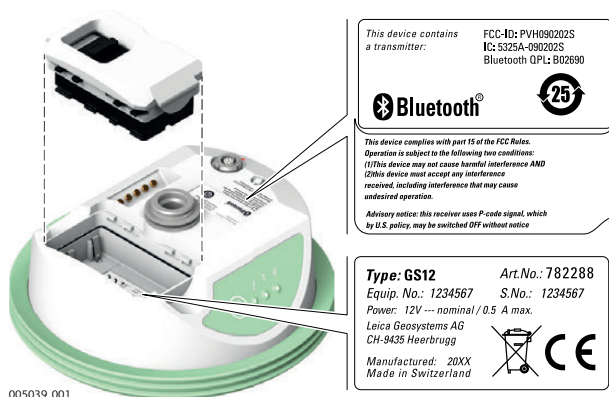 This device contains
a transmitter:
FCC-ID: PVH090202S
IC: 5325A-090202S
Bluetooth QPL: B02690
Bluetooth®
25
This device complies with part 15 of the FCC Rules.
Operation is subject to the following two conditions:
(1)This device may not cause harmful interference AND
(2)this device must accept any interference
received, including interference that may cause
undesired operation.
Advisory notice: this receiver uses P-code signal, which
by U.S. policy, may be switched OFF without notice
Type: GS12 Art.No.: 782288
Equip. No.: 1234567 S.No.: 1234567
Power: 12V --- nominal / 0.5 A max.
Leica Geosystems AG
CH-9435 Heerbrugg
Manufactured: 20XX
Made in Switzerland
CE
005039_001